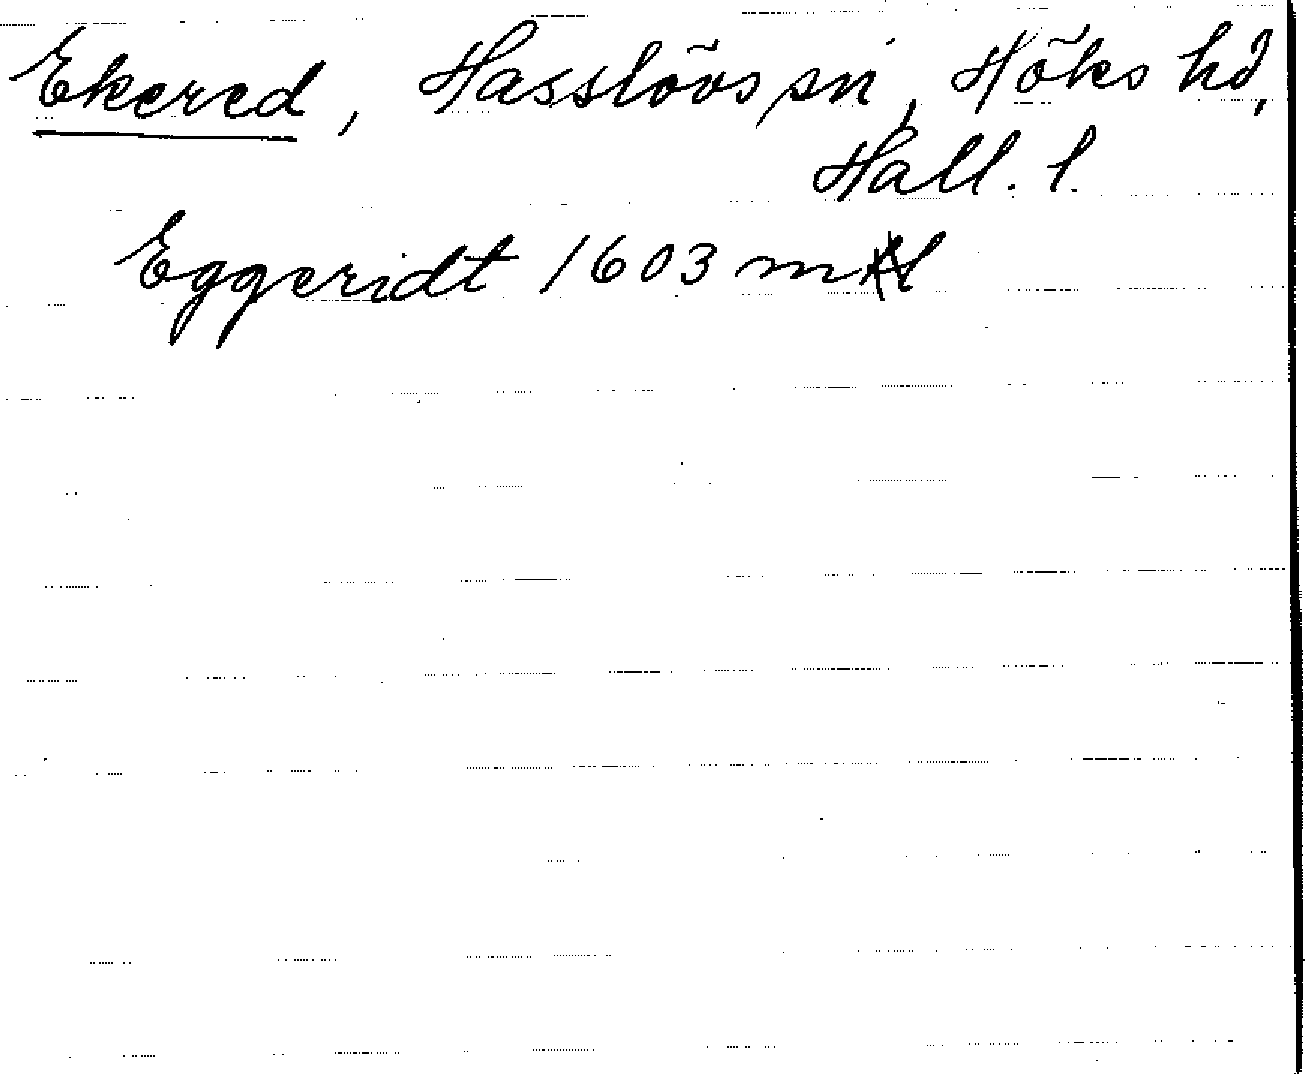 Ekered, Hasslövs sn, Höks hd,
Hall. l.
Eggeridt 1603